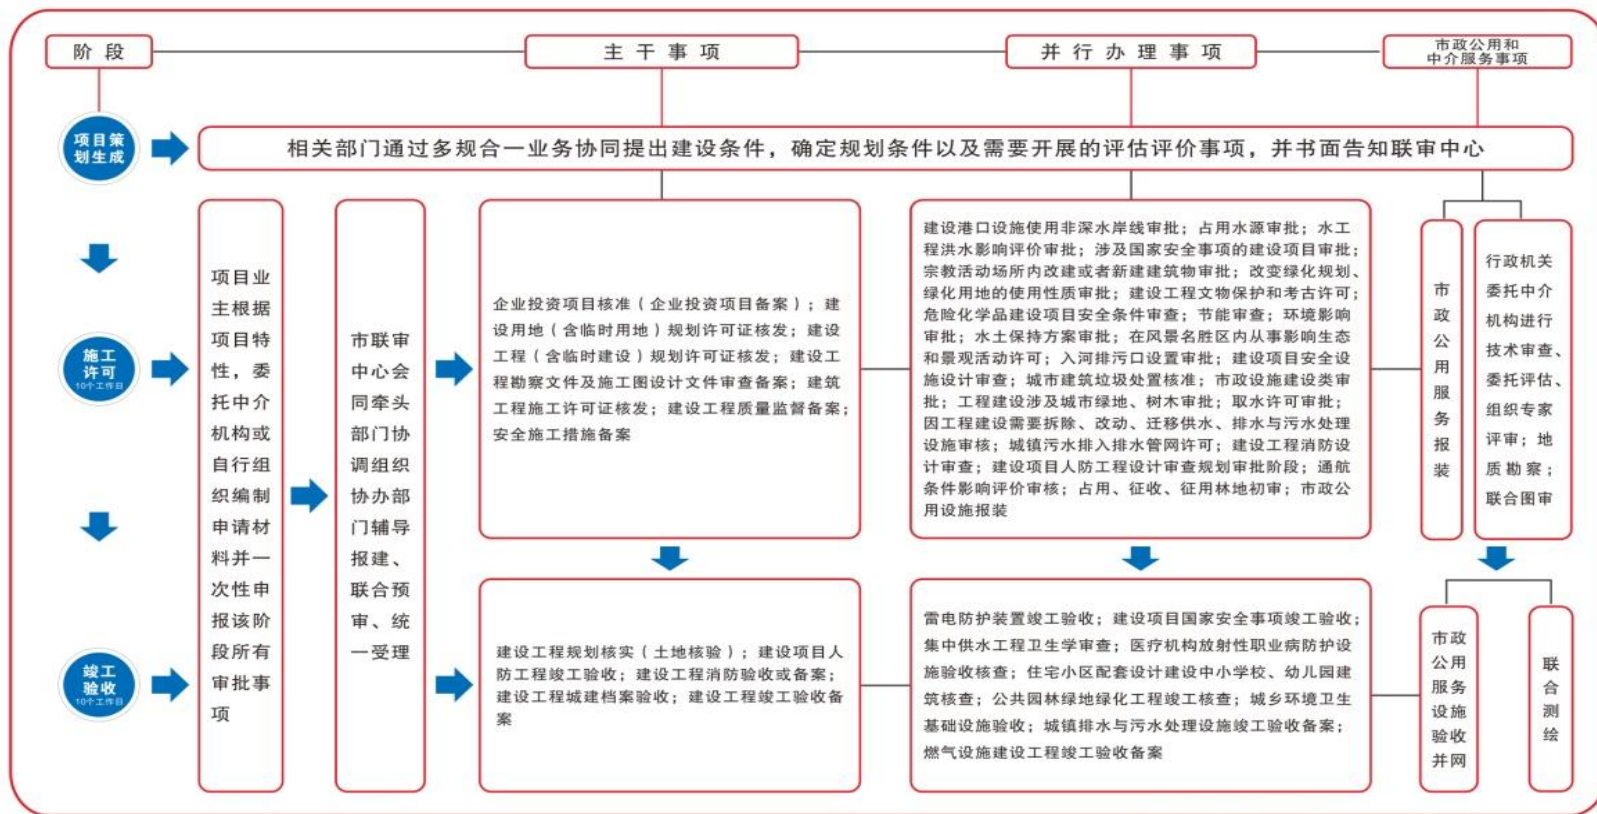 阶段
主干事项
并行办理事项
市政公用和
中介服务事项
项目策
划生成
相关部门通过多规合一业务协同提出建设条件，确定规划条件以及需要开展的评估评价事项，并书面告知联审中心
施工
许可
10个工作日
竣工
验收
10个工作日
项目业
主根据
项目特
性，委
托中介
机构或
自行组
织编制
申请材
料并一
次性申
报该阶
段所有
审批事
项
市联审
中心会
同牵头
部门协
调组织
协办部
门辅导
报建、
联合预
审、统
一受理
企业投资项目核准（企业投资项目备案）；建
设用地（含临时用地）规划许可证核发；建设
工程（含临时建设）规划许可证核发；建设工
程勘察文件及施工图设计文件审查备案；建筑
工程施工许可证核发；建设工程质量监督备案；
安全施工措施备案
建设港口设施使用非深水岸线审批；占用水源审批；水工
程洪水影响评价审批；涉及国家安全事项的建设项目审批；
宗教活动场所内改建或者新建建筑物审批；改变绿化规划、
绿化用地的使用性质审批；建设工程文物保护和考古许可；
危险化学品建设项目安全条件审查；节能审查；环境影响
审批；水土保持方案审批；在风景名胜区内从事影响生态
和景观活动许可；入河排污口设置审批；建设项目安全设
施设计审查；城市建筑垃圾处置核准；市政设施建设类审
批；工程建设涉及城市绿地、树木审批；取水许可审批；
因工程建设需要拆除、改动、迁移供水、排水与污水处理
设施审核；城镇污水排入排水管网许可；建设工程消防设
计审查；建设项目人防工程设计审查规划审批阶段；通航
条件影响评价审核；占用、征收、征用林地初审；市政公
用设施报装
市
政
公
用
服
务
报
装
行政机关
委托中介
机构进行
技术审查、
委托评估、
组织专家
评审；地
质勘察；
联合图审
建设工程规划核实（土地核验）；建设项目人
防工程竣工验收；建设工程消防验收或备案；
建设工程城建档案验收；建设工程竣工验收备
案
雷电防护装置竣工验收；建设项目国家安全事项竣工验收；
集中供水工程卫生学审查；医疗机构放射性职业病防护设
施验收核查；住宅小区配套设计建设中小学校、幼儿园建
筑核查；公共园林绿地绿化工程竣工核查；城乡环境卫生
基础设施验收；城镇排水与污水处理设施竣工验收备案；
燃气设施建设工程竣工验收备案
市政
公用
服务
设施
验收
并网
联
合
测
绘